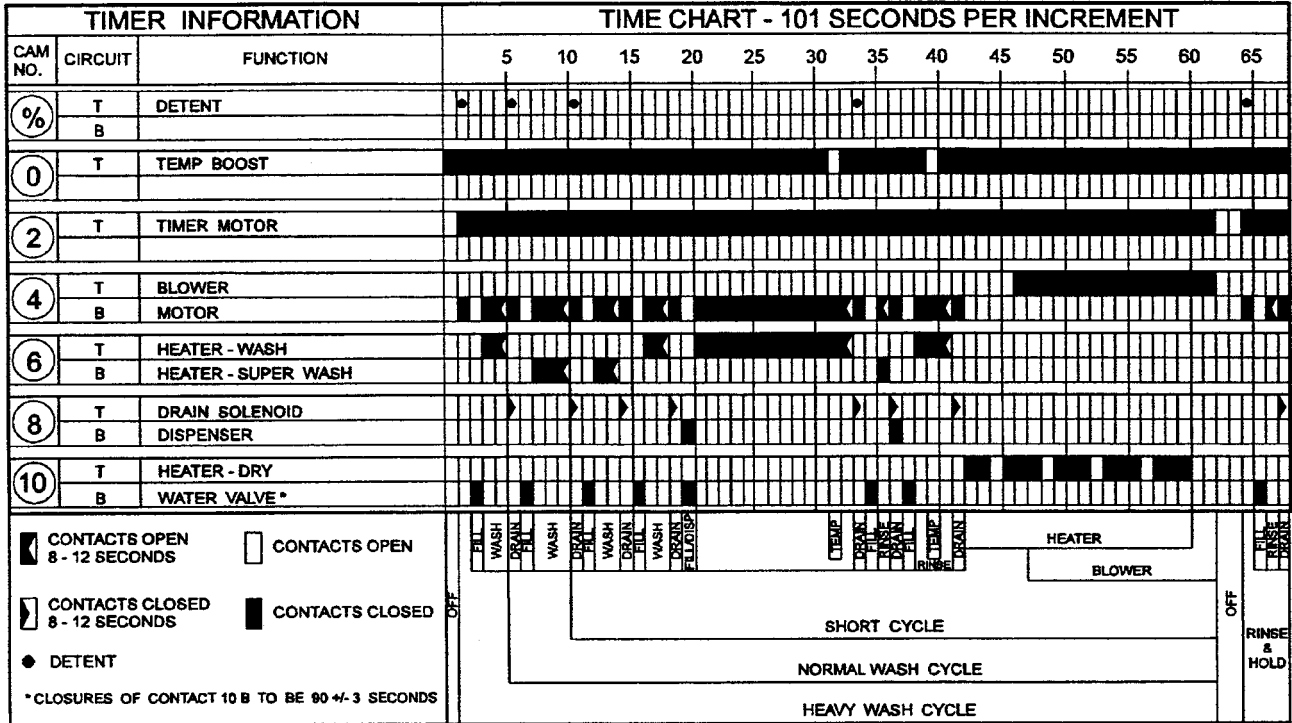 TIMER INFORMATION
TIME CHART - 101 SECONDS PER INCREMENT
CAM NO.
CIRCUIT
FUNCTION
5 10 15 20 25 30 35 40 45 50 55 60 65
% T DETENT
B
0 T TEMP BOOST
2 T TIMER MOTOR
4 T BLOWER
B MOTOR
6 T HEATER - WASH
B HEATER - SUPER WASH
8 T DRAIN SOLENOID
B DISPENSER
10 T HEATER - DRY
B WATER VALVE *
CONTACTS OPEN
8 - 12 SECONDS
CONTACTS OPEN
CONTACTS CLOSED
8 - 12 SECONDS
CONTACTS CLOSED
DETENT
*CLOSURES OF CONTACT 10 B TO BE 90 +/- 3 SECONDS
OFF
FILL
WASH
DRAIN
FILL
WASH
DRAIN
FILL
WASH
DRAIN
FILL
WASH
DRAIN
FILL/DISP
TEMP
DRAIN
FILL
RINSE
DRAIN
FILL
TEMP
RINSE
DRAIN
HEATER
BLOWER
SHORT CYCLE
NORMAL WASH CYCLE
HEAVY WASH CYCLE
OFF
FILL
RINSE
DRAIN
RINSE
&
HOLD